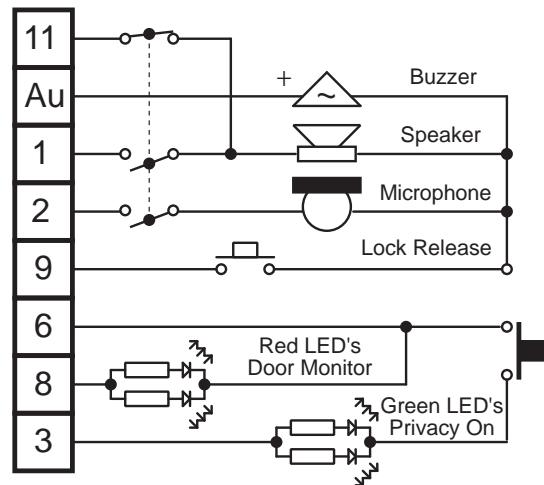 11
Au
+
~
Buzzer
1
Speaker
2
Microphone
9
Lock Release
6
Red LED's
Door Monitor
8
Green LED's
Privacy On
3